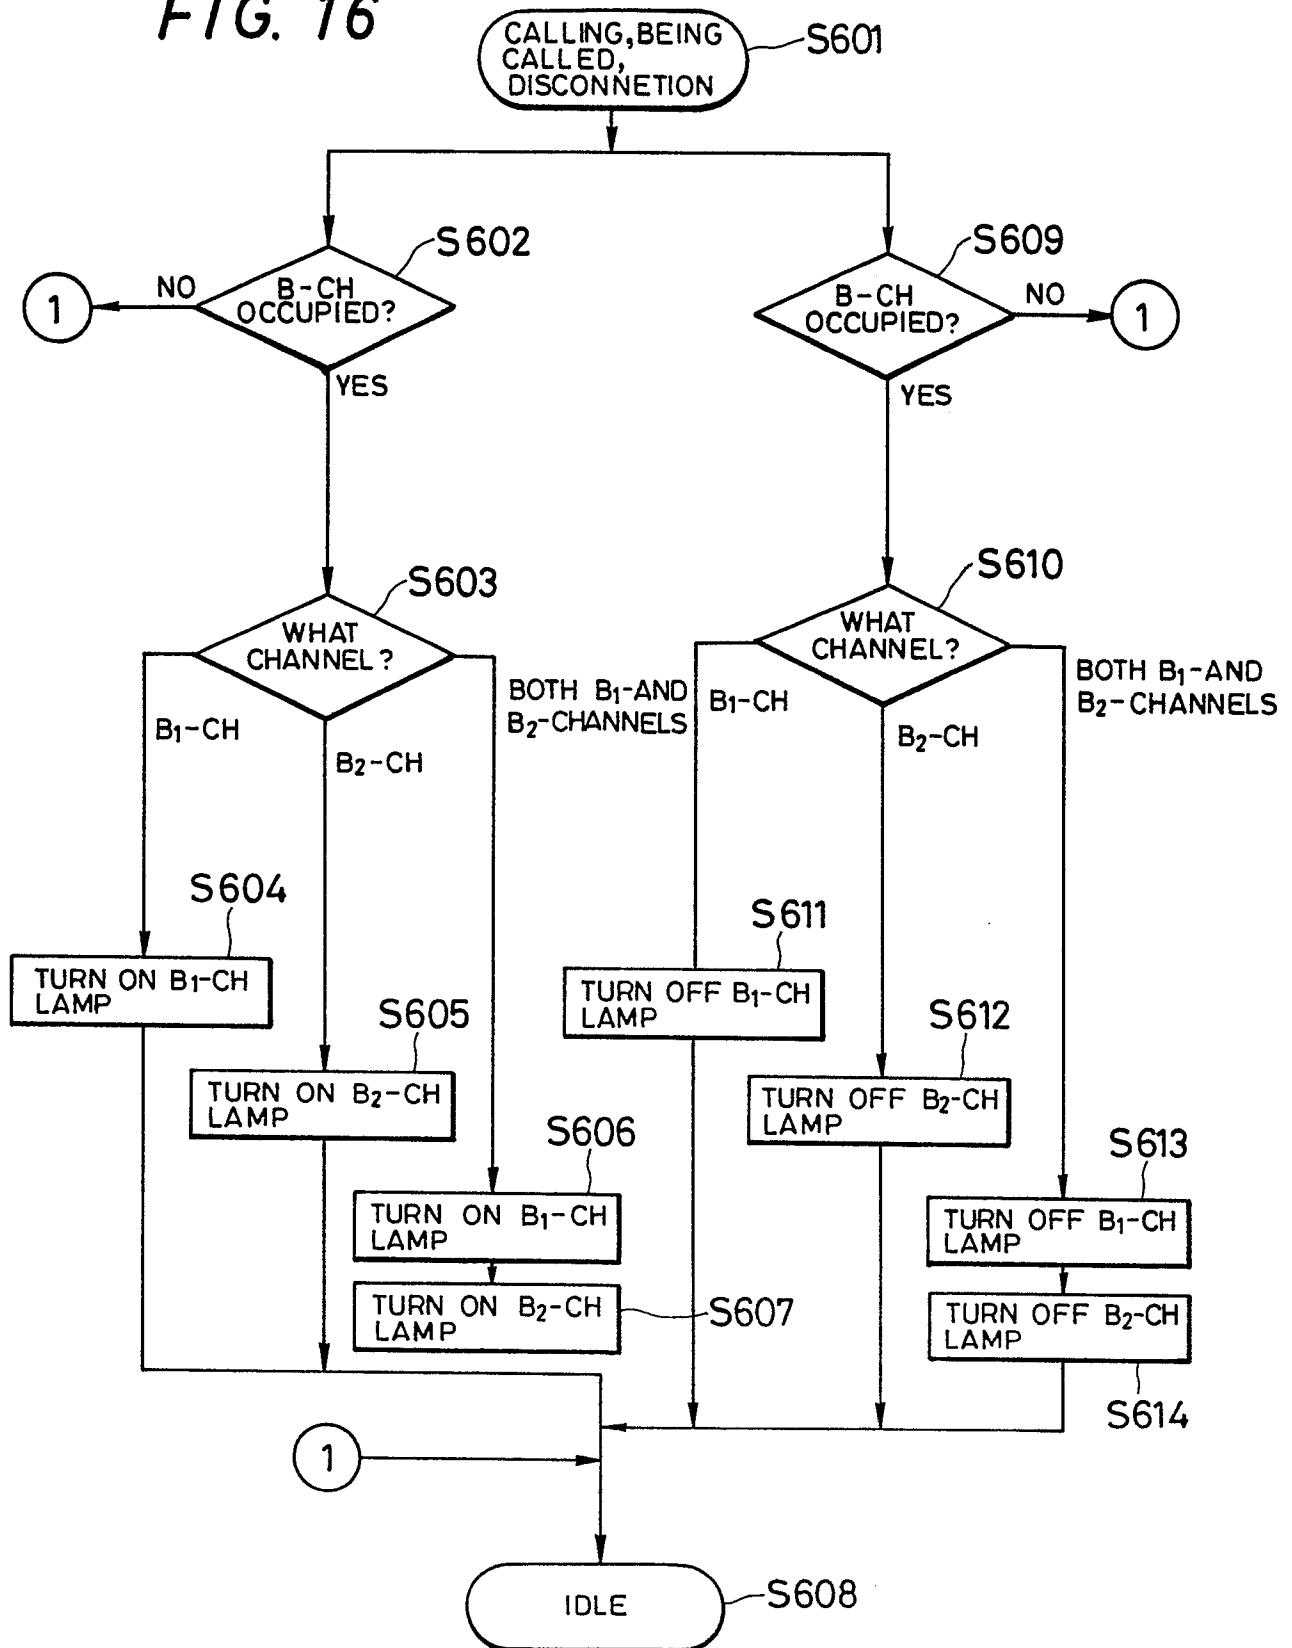 FIG. 16
CALLING, BEING
CALLED,
DISCONNETION
S601
S602
B-CH
OCCUPIED?
NO
1
YES
S609
B-CH
OCCUPIED?
NO
1
YES
S603
WHAT
CHANNEL?
B1-CH
B2-CH
BOTH B1-AND
B2-CHANNELS
S610
WHAT
CHANNEL?
B1-CH
B2-CH
BOTH B1-AND
B2-CHANNELS
S604
TURN ON B1-CH
LAMP
S605
TURN ON B2-CH
LAMP
S606
TURN ON B1-CH
LAMP
TURN ON B2-CH
LAMP
S607
S611
TURN OFF B1-CH
LAMP
S612
TURN OFF B2-CH
LAMP
S613
TURN OFF B1-CH
LAMP
TURN OFF B2-CH
LAMP
S614
1
IDLE
S608